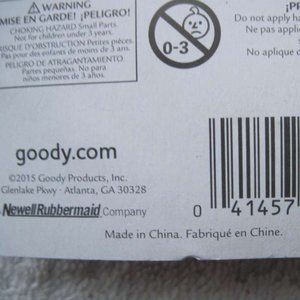 ⚠ WARNING
MISE EN GARDE! ¡PELIGRO!
CHOKING HAZARD Small Parts.
Not for children under 3 years.
RISQUE D'OBSTRUCTION Petites pièces.
Pas pour des enfants de moins de 3 ans.
PELIGRO DE ATRAGANTAMIENTO
Partes pequeñas. No para
niños menores de 3 años.
0-3
Do not apply
Ne pas
No aplique
goody.com
©2015 Goody Products, Inc.
Glenlake Pkwy · Atlanta, GA 30328
NewellRubbermaid Company
0 41457
Made in China. Fabriqué en Chine.